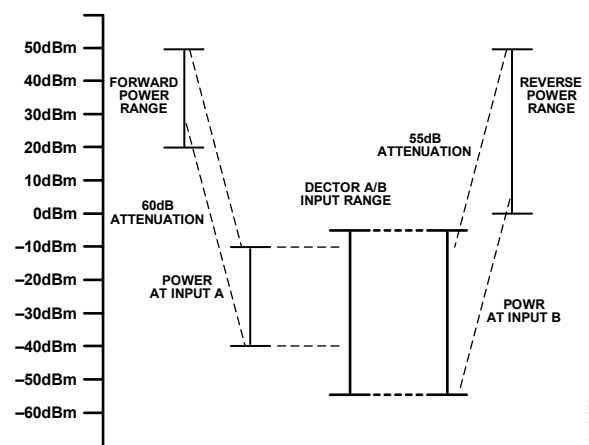 50dBm
40dBm
30dBm
20dBm
10dBm
0dBm
–10dBm
–20dBm
–30dBm
–40dBm
–50dBm
–60dBm
FORWARD
POWER
RANGE
60dB
ATTENUATION
POWER
AT INPUT A
DECTOR A/B
INPUT RANGE
55dB
ATTENUATION
REVERSE
POWER
RANGE
POWR
AT INPUT B